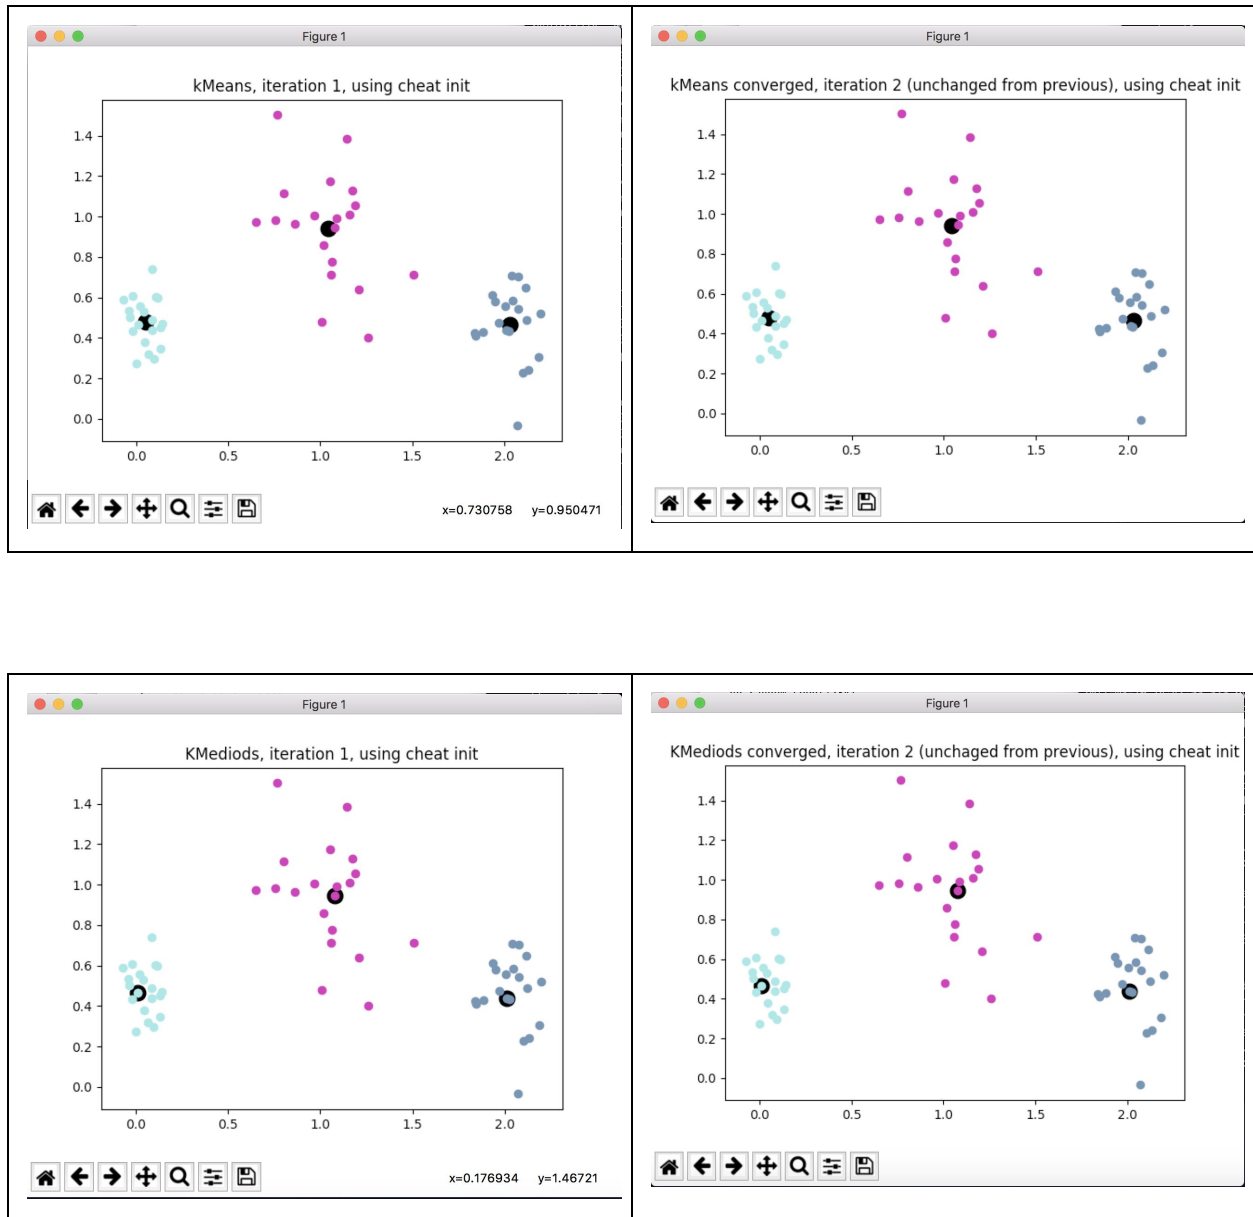 Figure 1
kMeans, iteration 1, using cheat init
1.4
1.2
1.0
0.8
0.6
0.4
0.2
0.0
0.0 0.5 1.0 1.5 2.0
x=0.730758 y=0.950471
Figure 1
kMeans converged, iteration 2 (unchanged from previous), using cheat init
1.4
1.2
1.0
0.8
0.6
0.4
0.2
0.0
0.0 0.5 1.0 1.5 2.0
Figure 1
KMediods, iteration 1, using cheat init
1.4
1.2
1.0
0.8
0.6
0.4
0.2
0.0
0.0 0.5 1.0 1.5 2.0
x=0.176934 y=1.46721
Figure 1
KMediods converged, iteration 2 (unchaged from previous), using cheat init
1.4
1.2
1.0
0.8
0.6
0.4
0.2
0.0
0.0 0.5 1.0 1.5 2.0